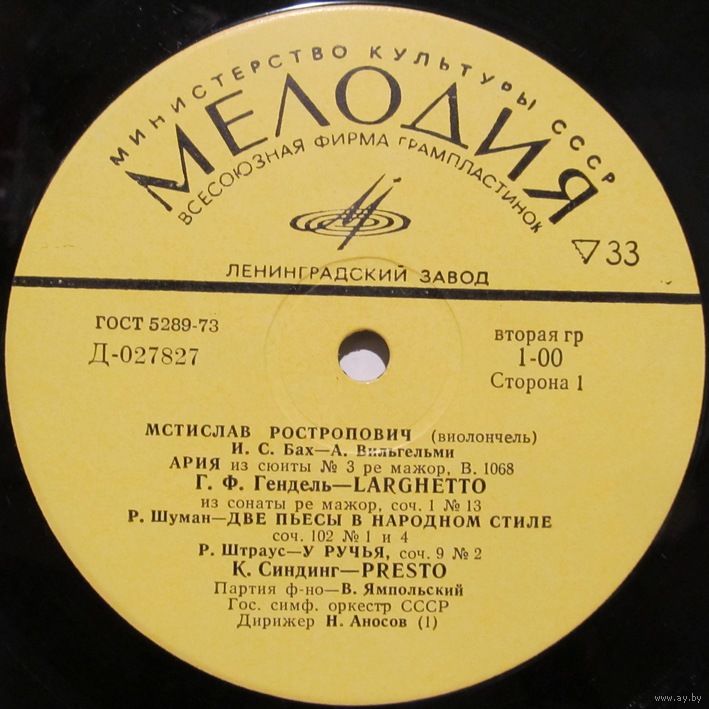 МИНИСТЕРСТВО КУЛЬТУРЫ СССР
МЕЛОДИЯ
ВСЕСОЮЗНАЯ ФИРМА ГРАМПЛАСТИНОК
33
ЛЕНИНГРАДСКИЙ ЗАВОД
ГОСТ 5289-73
Д-027827
вторая гр
1-00
Сторона 1
МСТИСЛАВ РОСТРОПОВИЧ (виолончель)
И. С. Бах—А. Вильгельми
АРИЯ из сюиты № 3 ре мажор, В. 1068
Г. Ф. Гендель—LARGHETTO
из сонаты ре мажор, соч. 1 № 13
Р. Шуман—ДВЕ ПЬЕСЫ В НАРОДНОМ СТИЛЕ
соч. 102 № 1 и 4
Р. Штраус—У РУЧЬЯ, соч. 9 № 2
К. Синдинг—PRESTO
Партия ф-но—В. Ямпольский
Гос. симф. оркестр СССР
Дирижер Н. Аносов (1)
www.ay.by